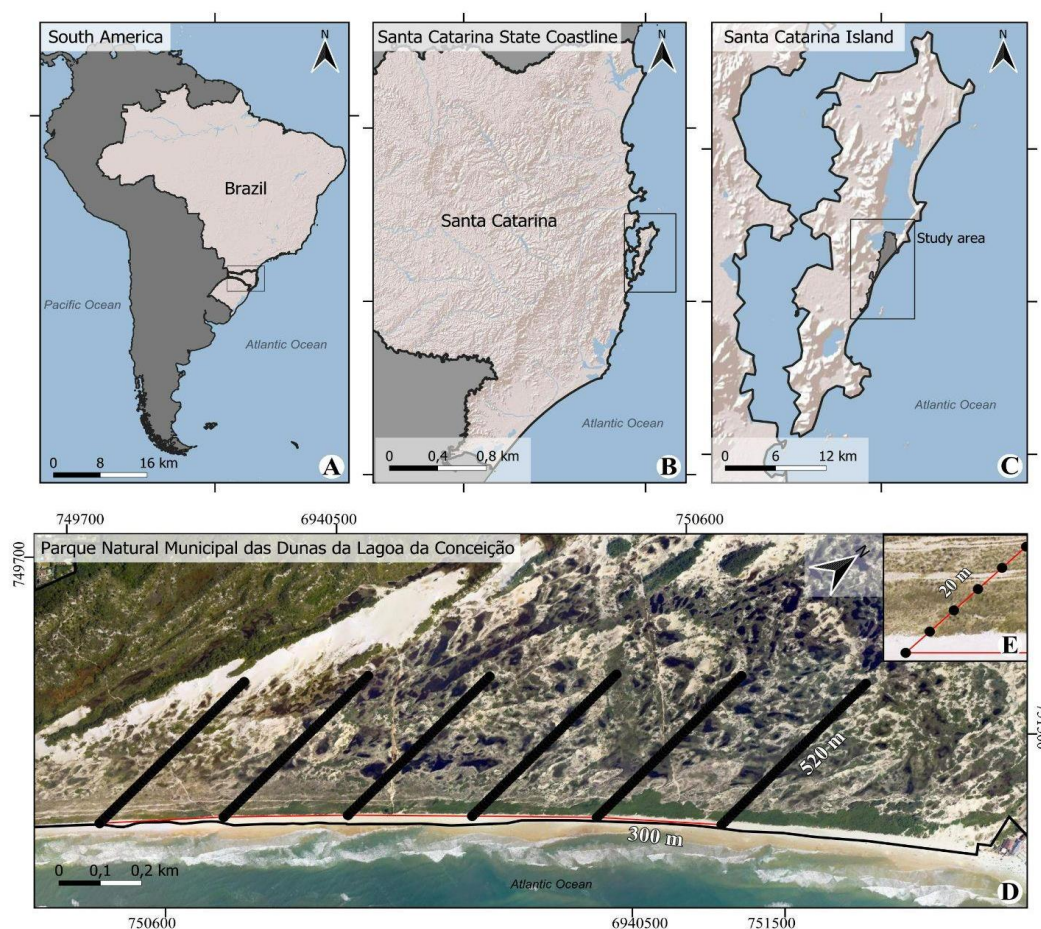 South America
N
Brazil
Pacific Ocean
Atlantic Ocean
0 8 16 km
A
Santa Catarina State Coastline
N
Santa Catarina
Atlantic Ocean
0 0,4 0,8 km
B
Santa Catarina Island
N
Study area
Atlantic Ocean
0 6 12 km
C
749700 6940500 750600
749700
Parque Natural Municipal das Dunas da Lagoa da Conceição
N
20 m
E
520 m
300 m
0 0,1 0,2 km
Atlantic Ocean
D
750600 6940500 751500